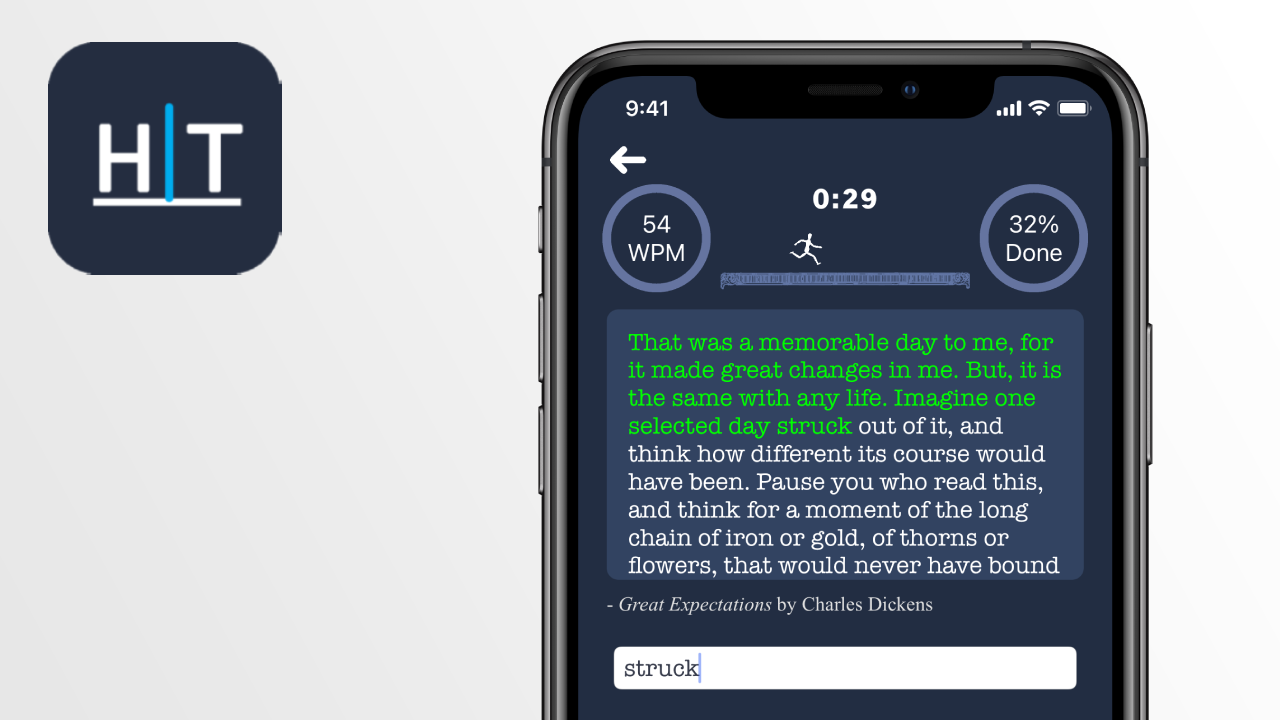 H|T
9:41
0:29
54
WPM
32%
Done
That was a memorable day to me, for
it made great changes in me. But, it is
the same with any life. Imagine one
selected day struck out of it, and
think how different its course would
have been. Pause you who read this,
and think for a moment of the long
chain of iron or gold, of thorns or
flowers, that would never have bound
- Great Expectations by Charles Dickens
struck